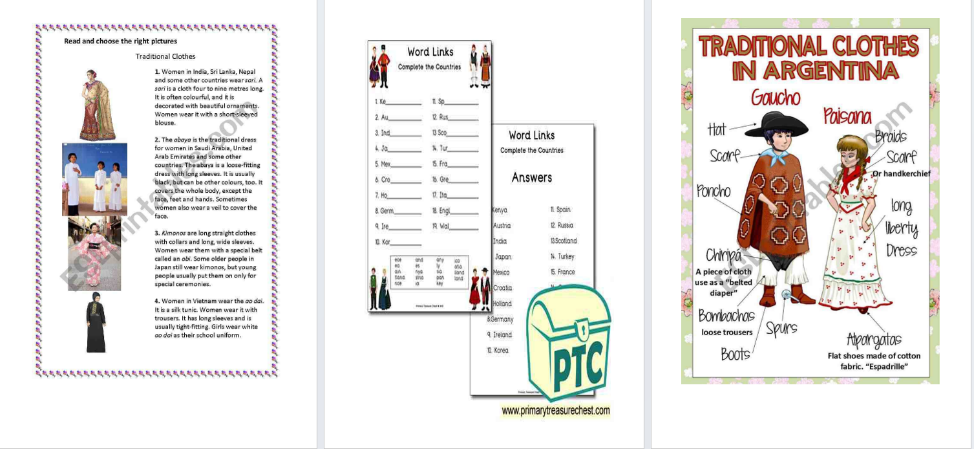 Read and choose the right pictures
Traditional Clothes
1. Women in India, Sri Lanka, Nepal
and some other countries wear sari. A
sari is a cloth four to nine metres long.
It is often colourful, and it is
decorated with beautiful ornaments.
Women wear it with a short-sleeved
blouse.
2. The abaya is the traditional dress
for women in Saudi Arabia, United
Arab Emirates and some other
countries. The abaya is a loose-fitting
dress with long sleeves. It is usually
black, but can be other colours, too. It
covers the whole body, except the
face, feet and hands. Sometimes
women also wear a veil to cover the
face.
3. Kimonos are long straight clothes
with collars and long, wide sleeves.
Women wear them with a special belt
called an obi. Some older people in
Japan still wear kimonos, but young
people usually put them on only for
special ceremonies.
4. Women in Vietnam wear the ao dai.
It is a silk tunic. Women wear it with
trousers. It has long sleeves and is
usually tight-fitting. Girls wear white
ao dai as their school uniform.
Word Links
Complete the Countries
1. Ke
2. Au
3. Ind
4. Ja
5. Mex
6. Cro
7. Ho
8. Germ
9. Ire
10. Kor
11. Sp
12. Rus
13. Sco
14. Tur
15. Fra
16. Gre
17. Ita
18. Engl
19. Wal
Word Links
Complete the Countries
Answers
Kenya
Austria
India
Japan
Mexico
Croatia
Holland
8.Germany
9. Ireland
10. Korea
11. Spain
12. Russia
13.Scotland
14. Turkey
15. France
PTC
www.primarytreasurechest.com
TRADITIONAL CLOTHES
IN ARGENTINA
Gaucho
Hat
Scarf
Poncho
Chiripá
A piece of cloth
use as a "belted
diaper"
Bombachas
loose trousers
Boots
Spurs
Paisana
Braids
Scarf
Or handkerchief
long
liberty
Dress
Alpargatas
Flat shoes made of cotton
fabric. "Espadrille"